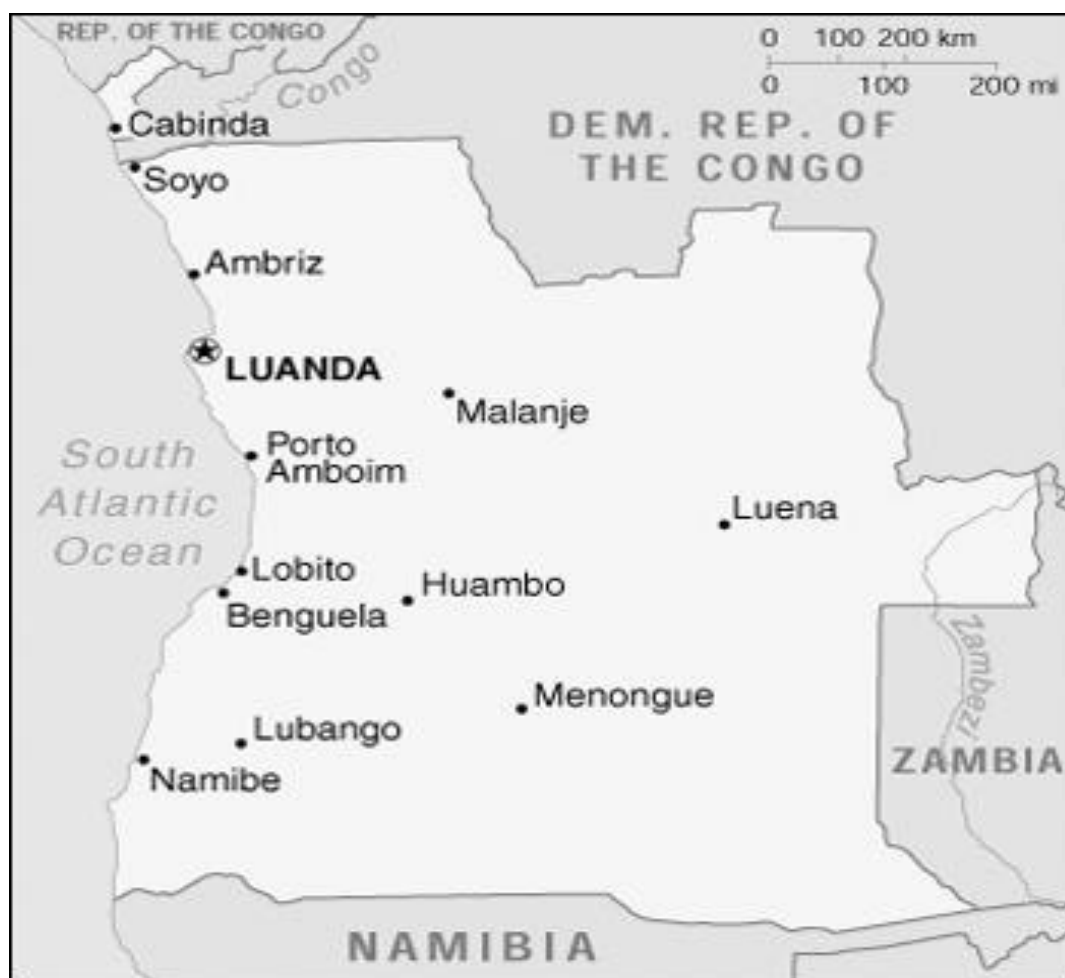 REP. OF THE CONGO
0 100 200 km
0 100 200 mi
Congo
Cabinda
DEM. REP. OF
THE CONGO
Soyo
Ambriz
LUANDA
Malanje
Porto
Amboim
South
Atlantic
Ocean
Luena
Lobito
Huambo
Benguela
Zambezi
Menongue
Lubango
ZAMBIA
Namibe
NAMIBIA